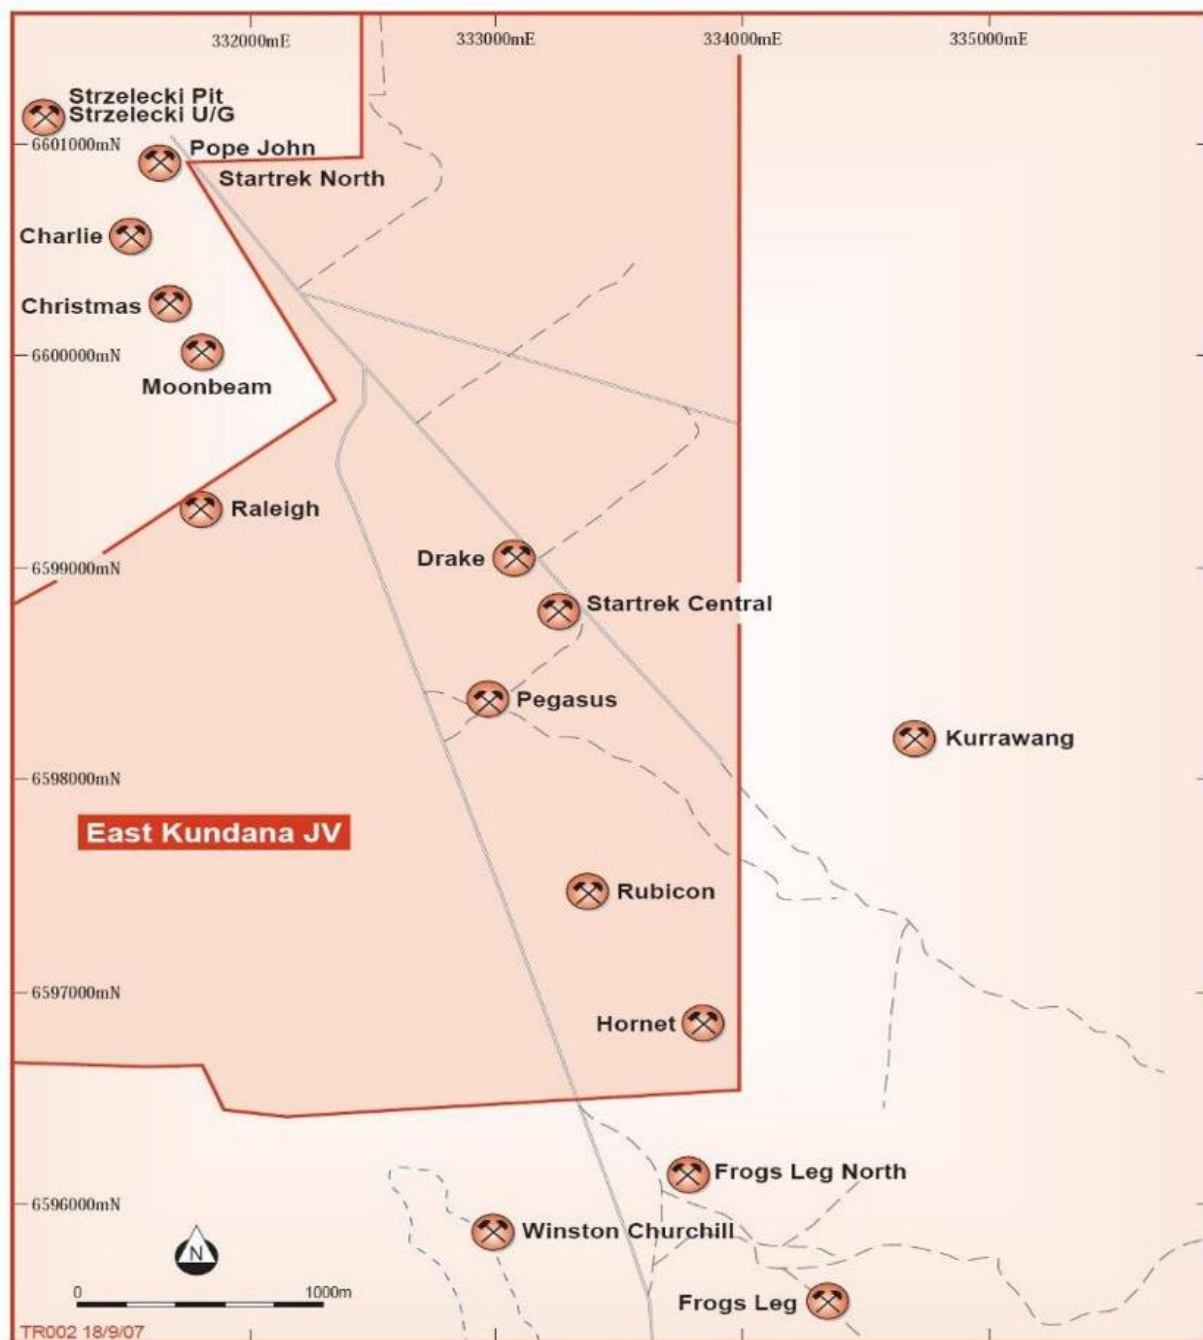 332000mE
333000mE
334000mE
335000mE
Strzelecki Pit
Strzelecki U/G
6601000mN
Pope John
Startrek North
Charlie
Christmas
6600000mN
Moonbeam
Raleigh
Drake
6599000mN
Startrek Central
Pegasus
Kurrawang
6598000mN
East Kundana JV
Rubicon
6597000mN
Hornet
Frogs Leg North
6596000mN
Winston Churchill
N
0
1000m
Frogs Leg
TR002 18/9/07